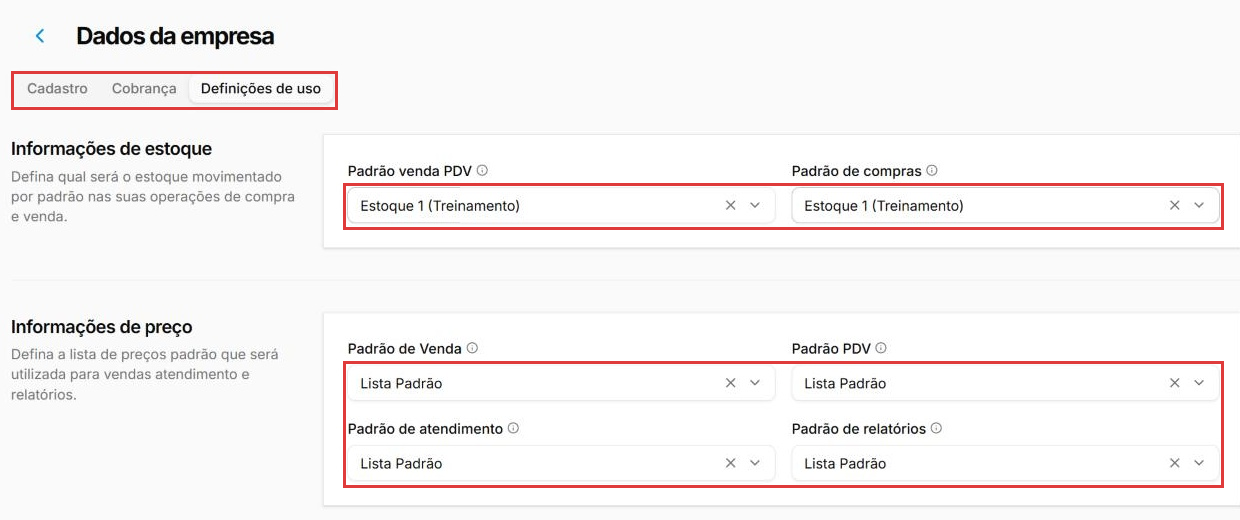 Dados da empresa
Cadastro Cobrança Definições de uso
Informações de estoque
Defina qual será o estoque movimentado
por padrão nas suas operações de compra
e venda.
Padrão venda PDV Padrão de compras
Estoque 1 (Treinamento) Estoque 1 (Treinamento)
Informações de preço
Defina a lista de preços padrão que será
utilizada para vendas atendimento e
relatórios.
Padrão de Venda Padrão PDV
Lista Padrão Lista Padrão
Padrão de atendimento Padrão de relatórios
Lista Padrão Lista Padrão